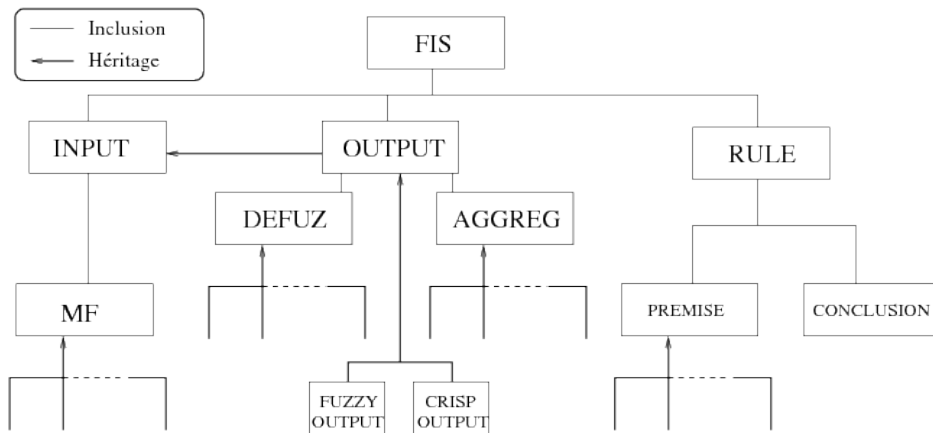 Inclusion
Héritage
FIS
INPUT
OUTPUT
RULE
DEFUZ
AGGREG
MF
PREMISE
CONCLUSION
FUZZY
OUTPUT
CRISP
OUTPUT